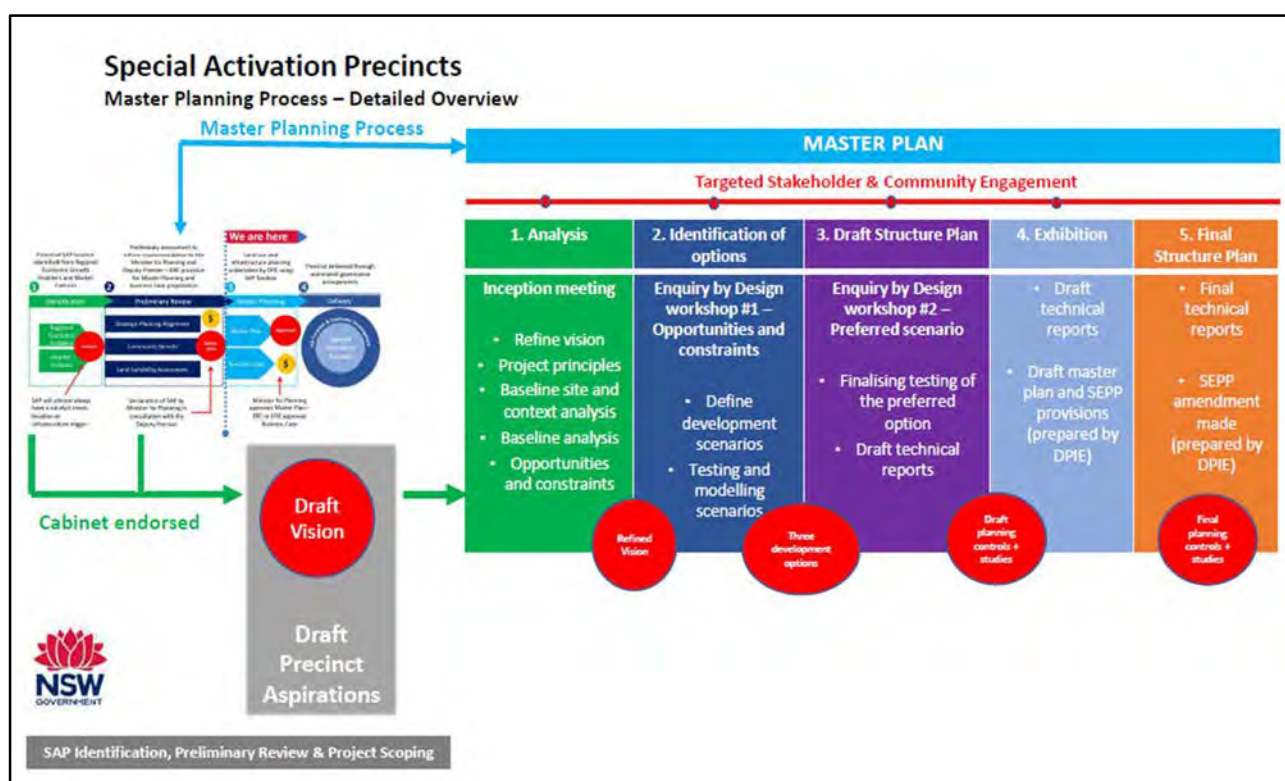 Special Activation Precincts
Master Planning Process – Detailed Overview
Master Planning Process
MASTER PLAN
Targeted Stakeholder & Community Engagement
We are here
1
2
3
4
Identification
Preliminary Review
Master Planning
Delivery
Strategic Planning Alignment
Community Benefit
Land Suitability Assessment
$
$
Cabinet endorsed
Draft
Vision
Draft
Precinct
Aspirations
1. Analysis
Inception meeting
• Refine vision
• Project principles
• Baseline site and
context analysis
• Baseline analysis
• Opportunities
and constraints
Refined
Vision
2. Identification of
options
Enquiry by Design
workshop #1 –
Opportunities and
constraints
• Define
development
scenarios
• Testing and
modelling
scenarios
Three
development
options
3. Draft Structure Plan
Enquiry by Design
workshop #2 –
Preferred scenario
• Finalising testing of
the preferred
option
• Draft technical
reports
Draft
planning
controls +
studies
4. Exhibition
• Draft
technical
reports
• Draft master
plan and SEPP
provisions
(prepared by
DPIE)
5. Final
Structure Plan
• Final
technical
reports
• SEPP
amendment
made
(prepared by
DPIE)
Final
planning
controls +
studies
NSW
GOVERNMENT
SAP Identification, Preliminary Review & Project Scoping